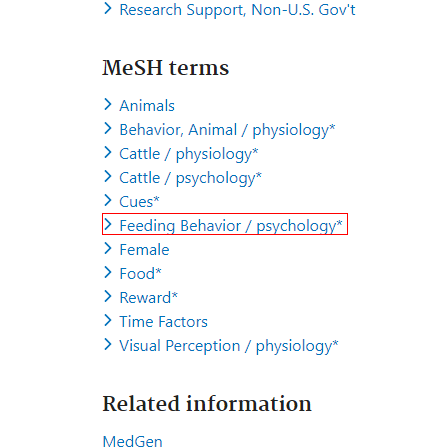 Research Support, Non-U.S. Gov't
MeSH terms
Animals
Behavior, Animal / physiology*
Cattle / physiology*
Cattle / psychology*
Cues*
Feeding Behavior / psychology*
Female
Food*
Reward*
Time Factors
Visual Perception / physiology*
Related information
MedGen